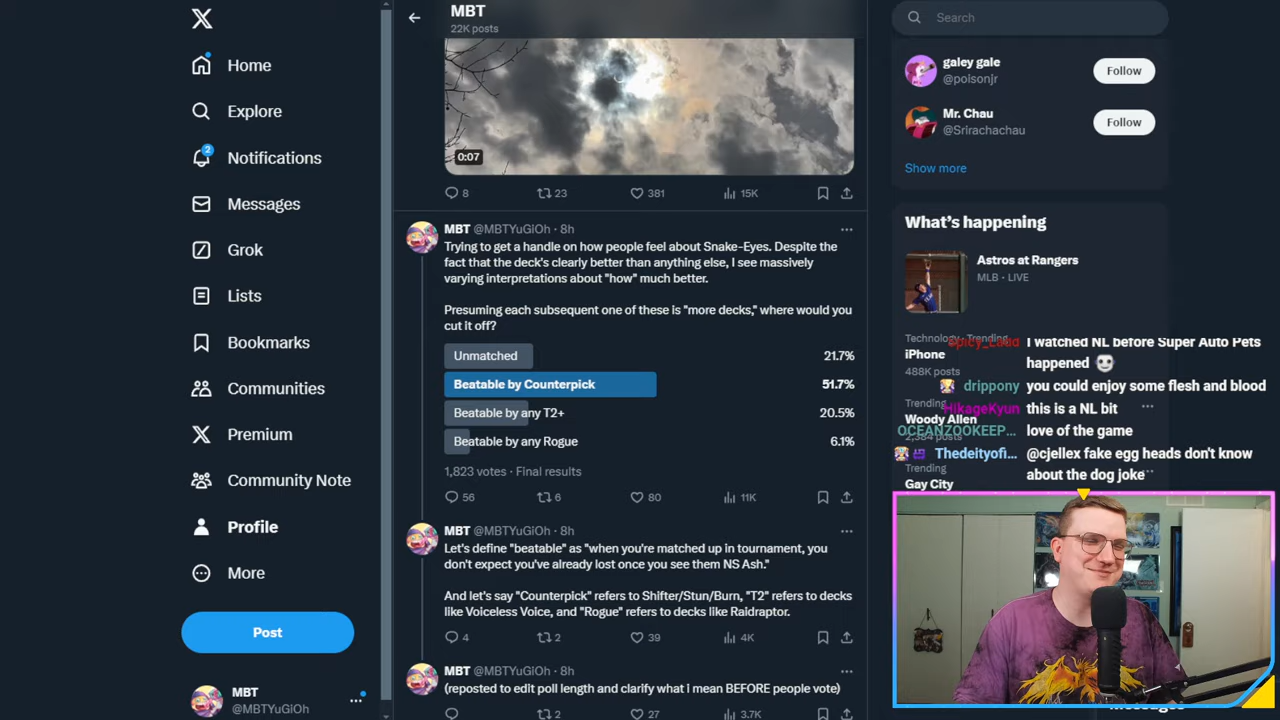 MBT
22K posts
Search
Home
Explore
Notifications
2
Messages
Grok
Lists
Bookmarks
Communities
Premium
Community Note
Profile
More
Post
MBT
@MBTYuGiOh
0:07
8
23
381
15K
MBT @MBTYuGiOh · 8h
Trying to get a handle on how people feel about Snake-Eyes. Despite the
fact that the deck's clearly better than anything else, I see massively
varying interpretations about "how" much better.
Presuming each subsequent one of these is "more decks," where would you
cut it off?
Unmatched 21.7%
Beatable by Counterpick 51.7%
Beatable by any T2+ 20.5%
Beatable by any Rogue 6.1%
1,823 votes · Final results
56
6
80
11K
MBT @MBTYuGiOh · 8h
Let's define "beatable" as "when you're matched up in tournament, you
don't expect you've already lost once you see them NS Ash."
And let's say "Counterpick" refers to Shifter/Stun/Burn, "T2" refers to decks
like Voiceless Voice, and "Rogue" refers to decks like Raidraptor.
4
2
39
4K
MBT @MBTYuGiOh · 8h
(reposted to edit poll length and clarify what i mean BEFORE people vote)
2
27
3.7K
galey gale
@polsonjr
Follow
Mr. Chau
@Srirachachau
Follow
Show more
What's happening
Astros at Rangers
MLB · LIVE
Technology · Trending
iPhone
488K posts
Trending
Woody Allen
2,384 posts
Trending
Gay City
I watched NL before Super Auto Pets
happened
drippony you could enjoy some flesh and blood
HikageKyun this is a NL bit
OCEANZOOKEEP... love of the game
Thedeityofi... @cjellex fake egg heads don't know
about the dog joke